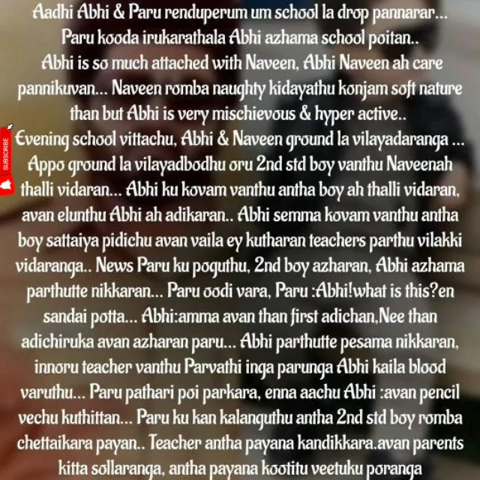 Aadhi Abhi & Paru renduperum um school la drop pannarar...
Paru kooda irukarathala Abhi azhama school poitan..
Abhi is so much attached with Naveen, Abhi Naveen ah care
pannikuvan... Naveen romba naughty kidayathu konjam soft nature
than but Abhi is very mischievous & hyper active..
Evening school vittachu, Abhi & Naveen ground la vilayadaranga ...
Appo ground la vilayadbodhu oru 2nd std boy vanthu Naveenah
thalli vidaran... Abhi ku kovam vanthu antha boy ah thalli vidaran,
avan elunthu Abhi ah adikaran.. Abhi semma kovam vanthu antha
boy sattaiya pidichu avan vaila ey kutharan teachers parthu vilakki
vidaranga.. News Paru ku poguthu, 2nd boy azharan, Abhi azhama
parthutte nikkaran... Paru oodi vara, Paru :Abhi!what is this?en
sandai potta... Abhi:amma avan than first adichan,Nee than
adichiruka avan azharan paru... Abhi parthutte pesama nikkaran,
innoru teacher vanthu Parvathi inga parunga Abhi kaila blood
varuthu... Paru pathari poi parkara, enna aachu Abhi :avan pencil
vechu kuthittan... Paru ku kan kalanguthu antha 2nd std boy romba
chettaikara payan.. Teacher antha payana kandikkara.avan parents
kitta sollaranga, antha payana kootitu veetuku poranga
SUBSCRIBE